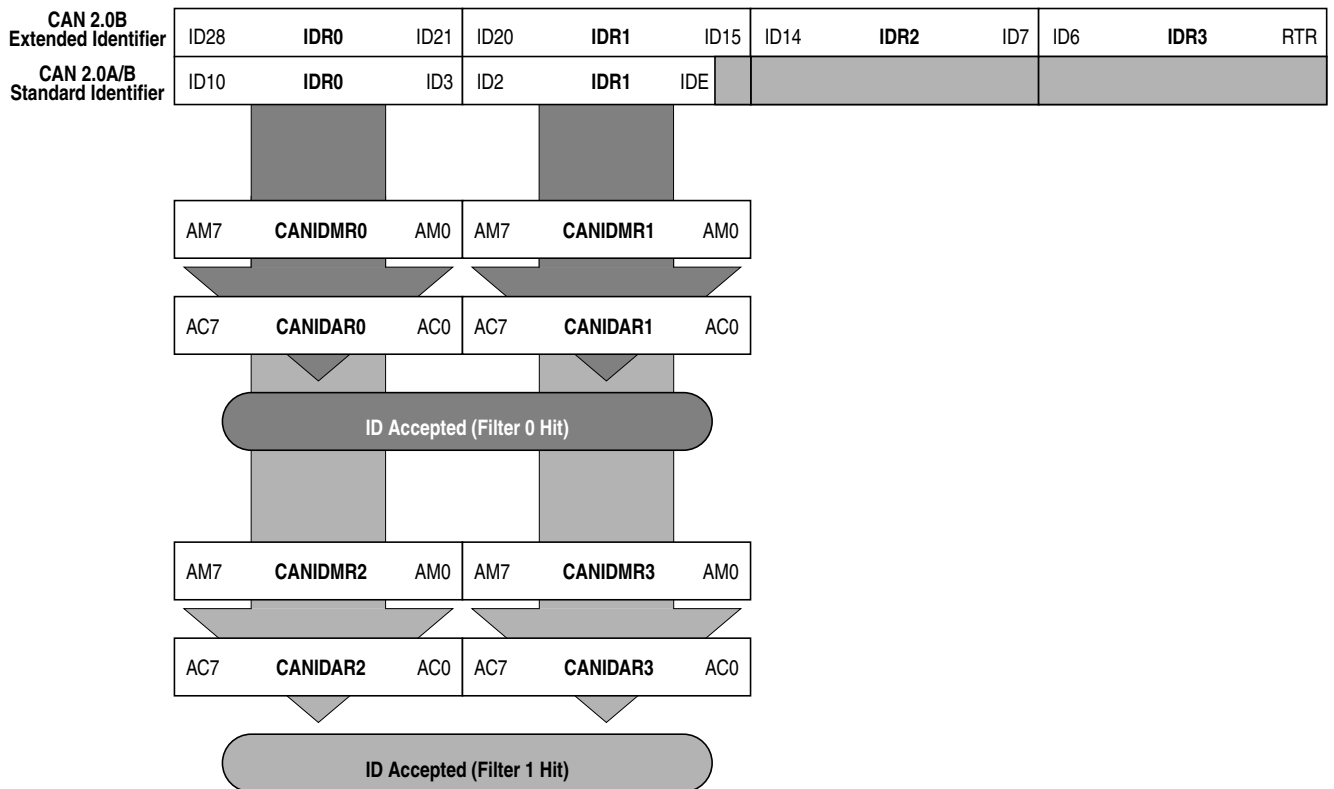 CAN 2.0B
Extended Identifier
ID28 IDR0 ID21 ID20 IDR1 ID15 ID14 IDR2 ID7 ID6 IDR3 RTR
CAN 2.0A/B
Standard Identifier
ID10 IDR0 ID3 ID2 IDR1 IDE
AM7 CANIDMR0 AM0 AM7 CANIDMR1 AM0
AC7 CANIDAR0 AC0 AC7 CANIDAR1 AC0
ID Accepted (Filter 0 Hit)
AM7 CANIDMR2 AM0 AM7 CANIDMR3 AM0
AC7 CANIDAR2 AC0 AC7 CANIDAR3 AC0
ID Accepted (Filter 1 Hit)